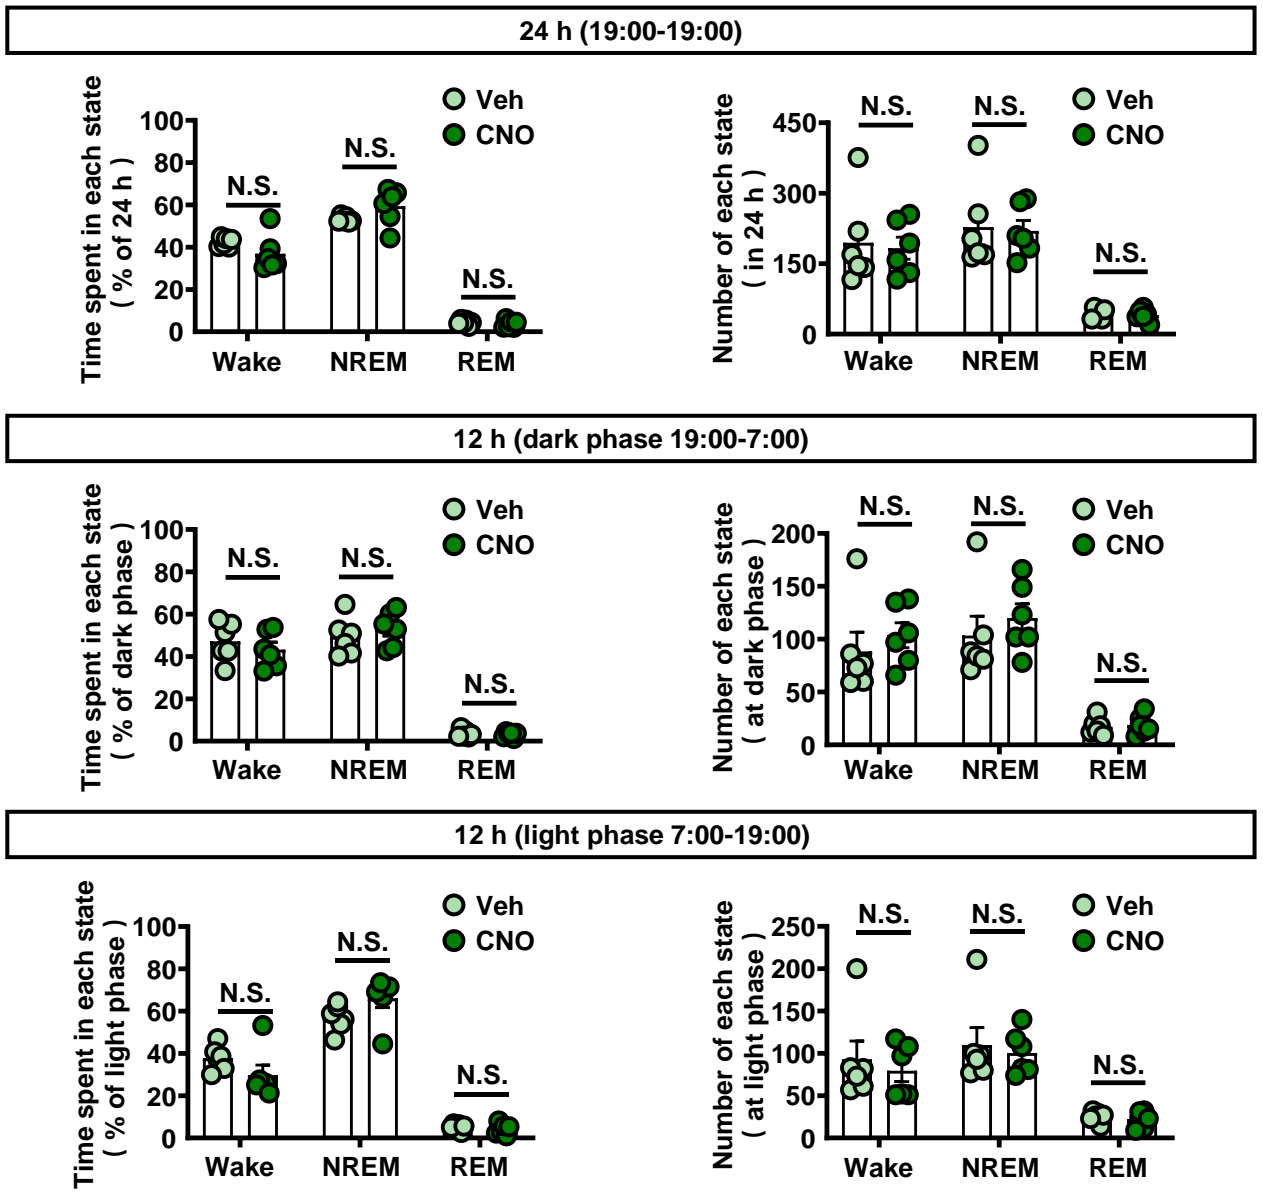 24 h (19:00-19:00)
Time spent in each state
( % of 24 h )
100
80
60
40
20
0
N.S.
N.S.
N.S.
Veh
CNO
Wake
NREM
REM
Number of each state
( in 24 h )
450
300
150
0
N.S.
N.S.
N.S.
Veh
CNO
Wake
NREM
REM
12 h (dark phase 19:00-7:00)
Time spent in each state
( % of dark phase )
100
80
60
40
20
0
N.S.
N.S.
N.S.
Veh
CNO
Wake
NREM
REM
Number of each state
( at dark phase )
200
150
100
50
0
N.S.
N.S.
N.S.
Veh
CNO
Wake
NREM
REM
12 h (light phase 7:00-19:00)
Time spent in each state
( % of light phase )
100
80
60
40
20
0
N.S.
N.S.
N.S.
Veh
CNO
Wake
NREM
REM
Number of each state
( at light phase )
250
200
150
100
50
0
N.S.
N.S.
N.S.
Veh
CNO
Wake
NREM
REM